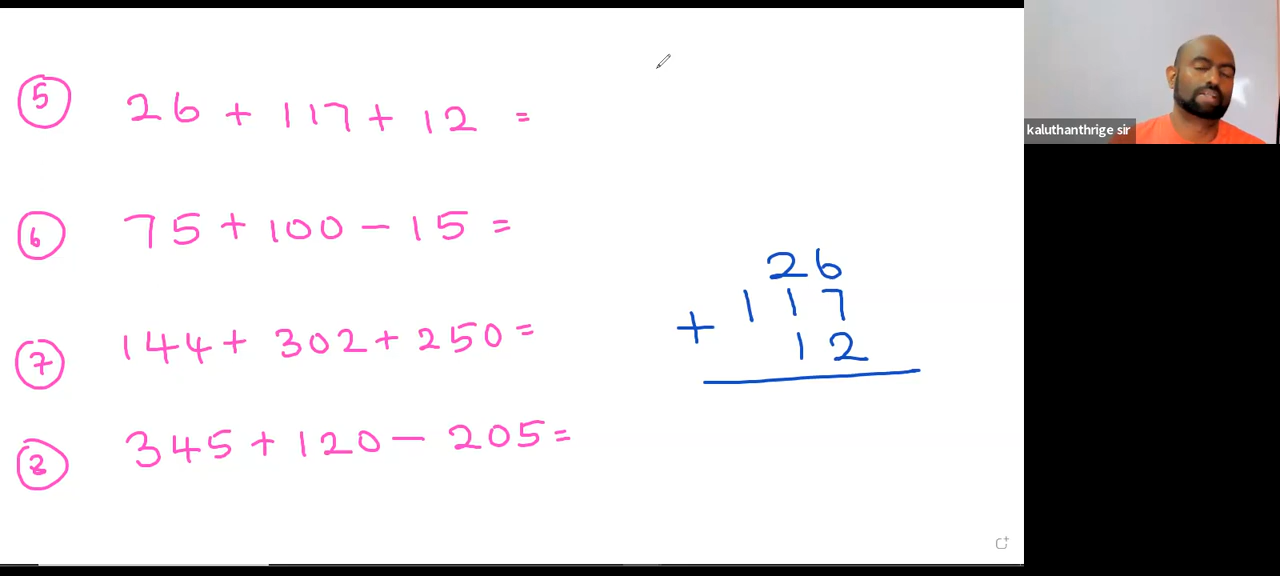 5 26 + 117 + 12 =
6 75 + 100 - 15 =
7 144 + 302 + 250 =
8 345 + 120 - 205 =
26
117
+ 12
kaluthanthrige sir